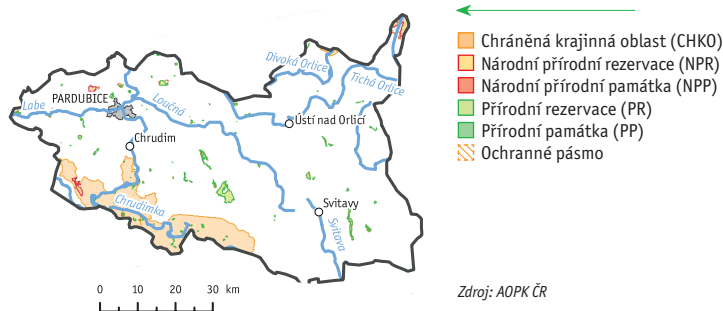 Divoká Orlice
Tichá Orlice
PARDUBICE
Labe
Loučná
Ústí nad Orlicí
Chrudim
Chrudimka
Svitavy
Svitava
0 10 20 30 km
Chráněná krajinná oblast (CHKO)
Národní přírodní rezervace (NPR)
Národní přírodní památka (NPP)
Přírodní rezervace (PR)
Přírodní památka (PP)
Ochranné pásmo
Zdroj: AOPK ČR